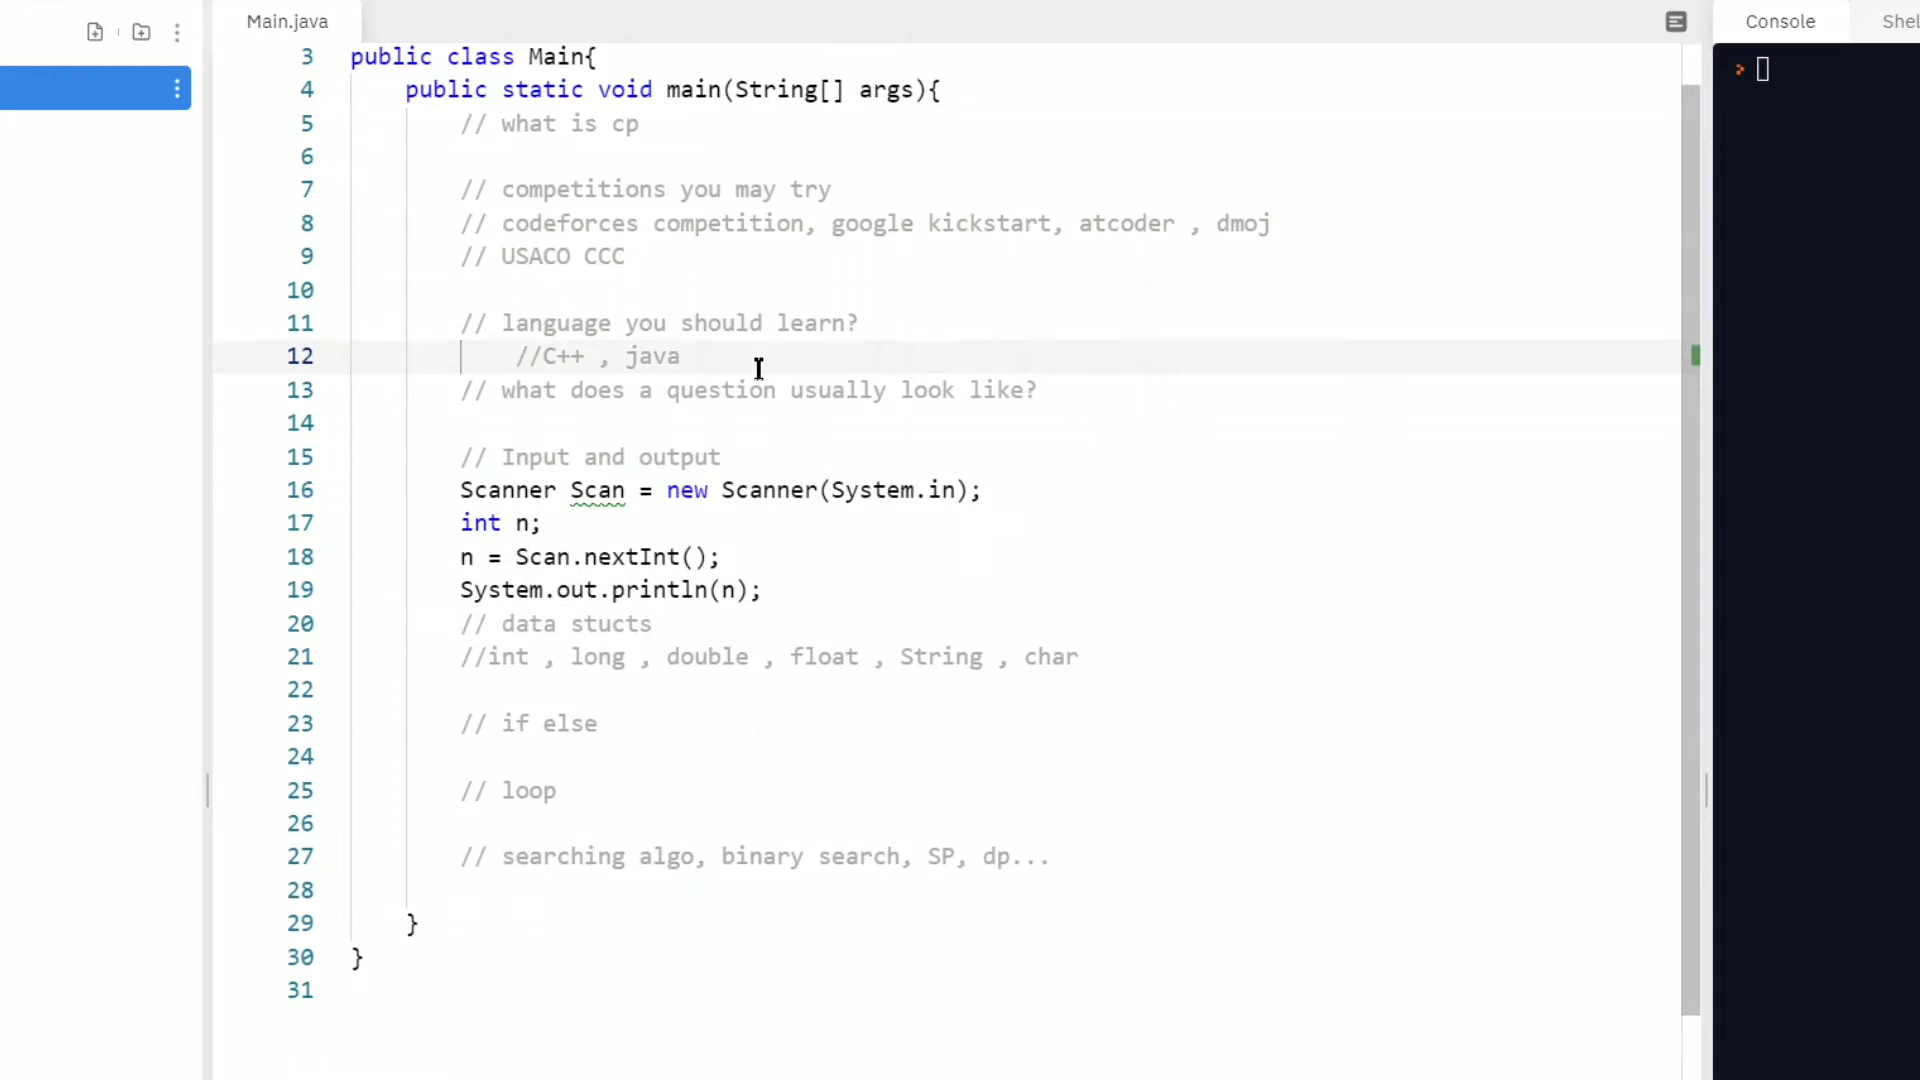 Main.java
Console
Shel
3 public class Main{
4 public static void main(String[] args){
5 // what is cp
6
7 // competitions you may try
8 // codeforces competition, google kickstart, atcoder , dmoj
9 // USACO CCC
10
11 // language you should learn?
12 //C++ , java
13 // what does a question usually look like?
14
15 // Input and output
16 Scanner Scan = new Scanner(System.in);
17 int n;
18 n = Scan.nextInt();
19 System.out.println(n);
20 // data stucts
21 //int , long , double , float , String , char
22
23 // if else
24
25 // loop
26
27 // searching algo, binary search, SP, dp...
28
29 }
30 }
31